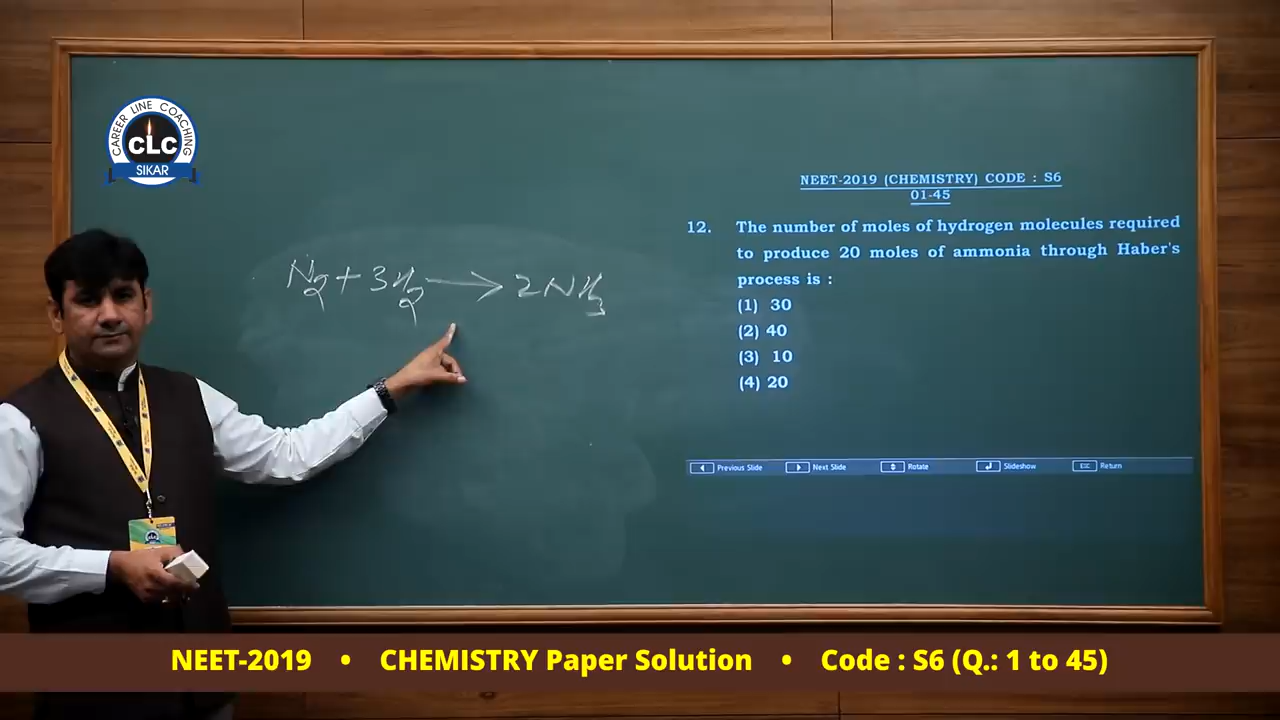 CAREER LINE COACHING
CLC
SIKAR
NEET-2019 (CHEMISTRY) CODE : S6
01-45
12. The number of moles of hydrogen molecules required
to produce 20 moles of ammonia through Haber's
process is :
(1) 30
(2) 40
(3) 10
(4) 20
N₂ + 3H₂ ⟶ 2NH₃
Previous Slide Next Slide Rotate Slideshow ESC Return
NEET-2019 • CHEMISTRY Paper Solution • Code : S6 (Q.: 1 to 45)